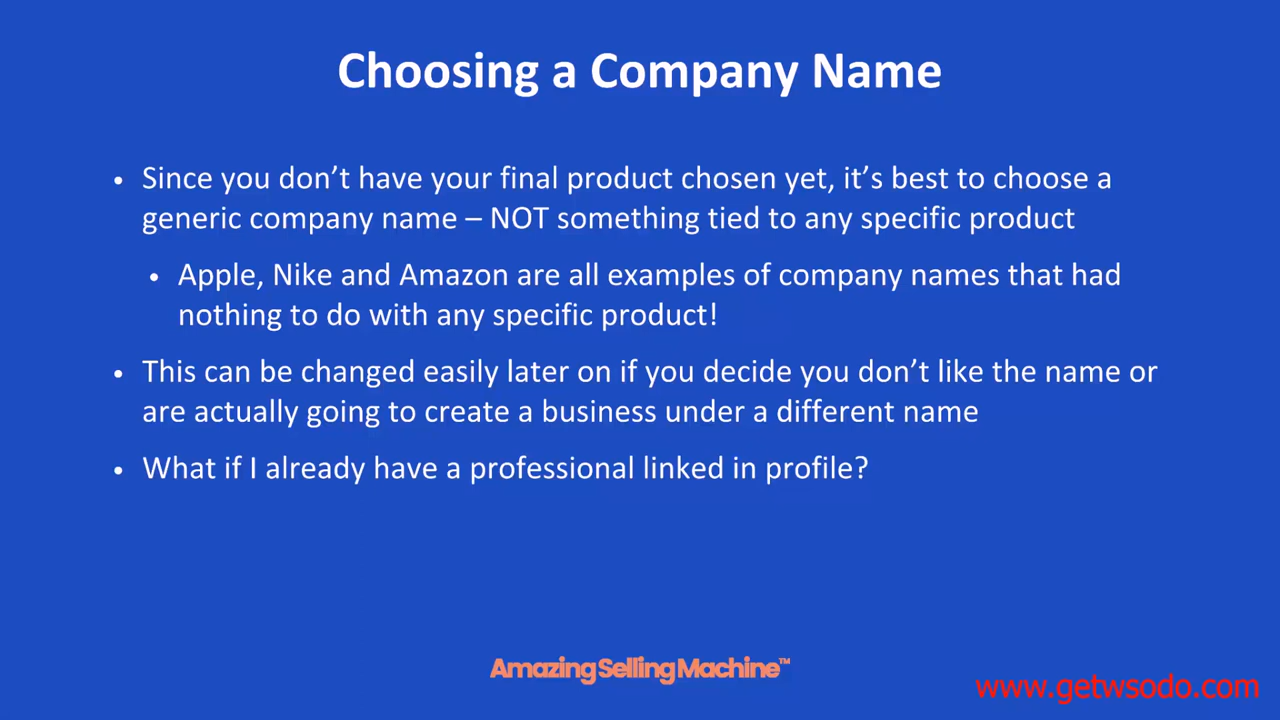 Choosing a Company Name
• Since you don’t have your final product chosen yet, it’s best to choose a
generic company name – NOT something tied to any specific product
• Apple, Nike and Amazon are all examples of company names that had
nothing to do with any specific product!
• This can be changed easily later on if you decide you don’t like the name or
are actually going to create a business under a different name
• What if I already have a professional linked in profile?
Amazing Selling Machine™
www.getwsodo.com